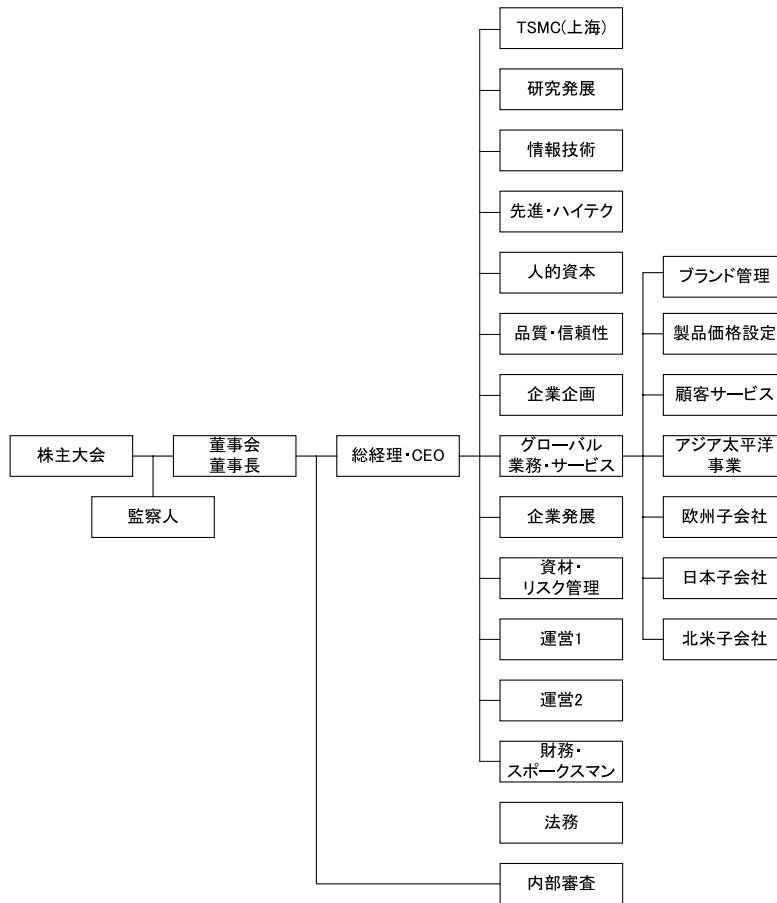 TSMC(上海)
研究発展
情報技術
先進・ハイテク
人的資本
品質・信頼性
企業企画
グローバル
業務・サービス
企業発展
資材・
リスク管理
運営1
運営2
財務・
スポークスマン
法務
内部審査
株主大会
董事会
董事長
総経理・CEO
監察人
ブランド管理
製品価格設定
顧客サービス
アジア太平洋
事業
欧州子会社
日本子会社
北米子会社